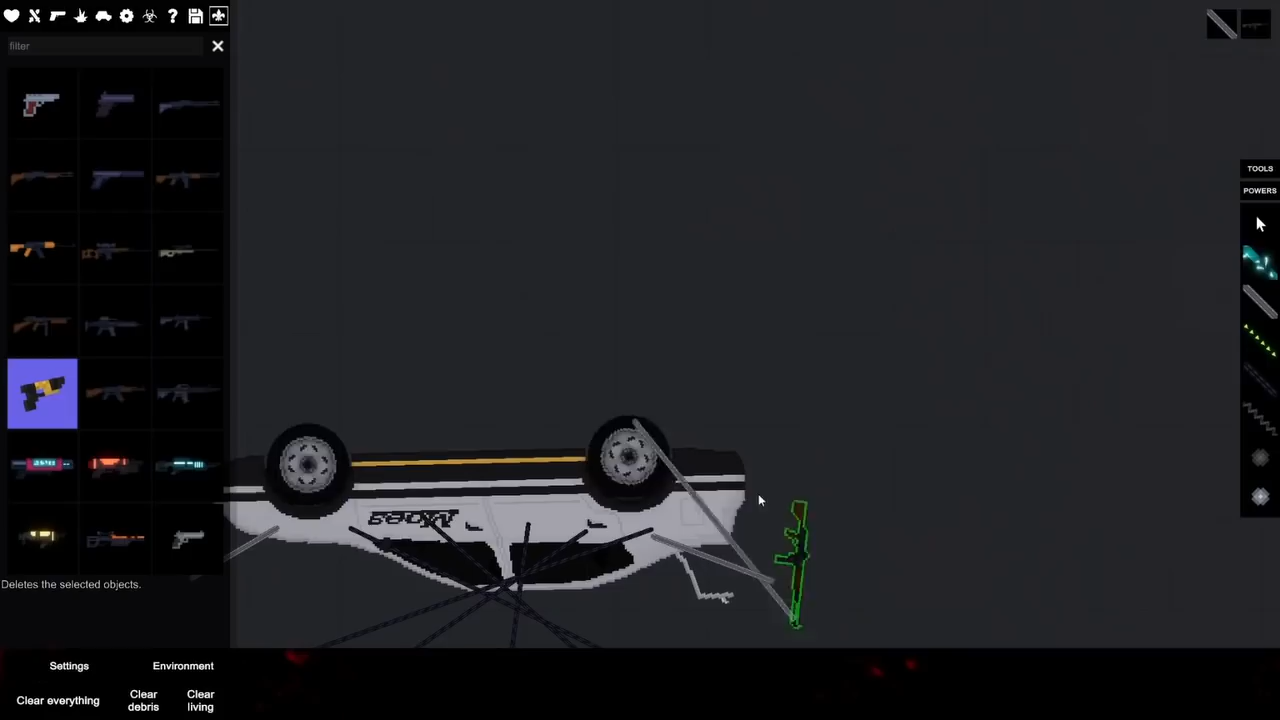 filter
TOOLS
POWERS
Deletes the selected objects.
Settings
Environment
Clear everything
Clear debris
Clear living